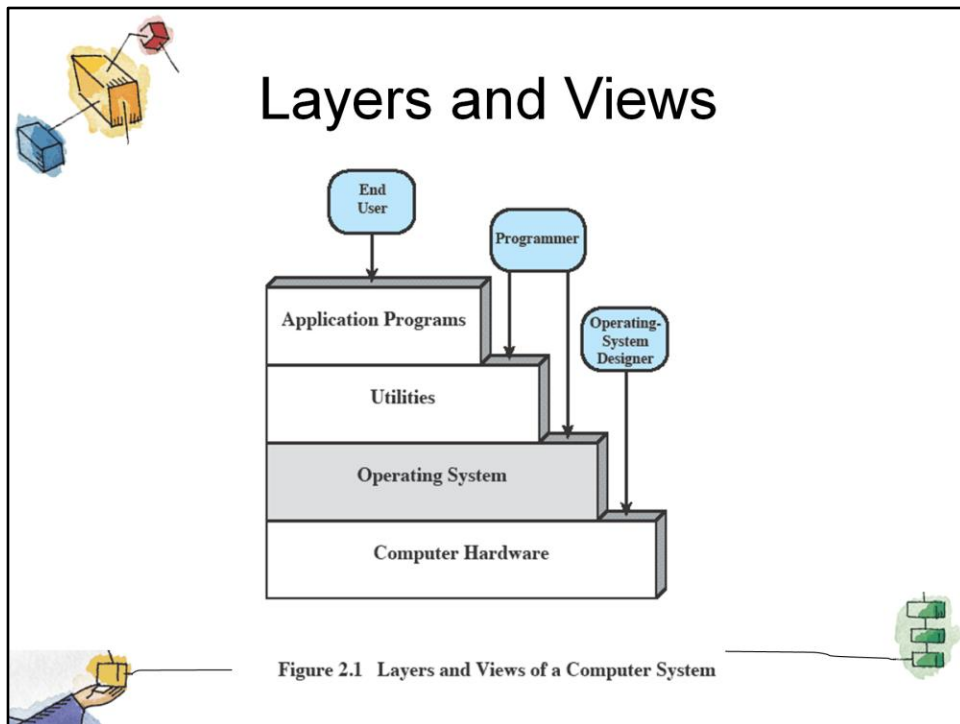 Layers and Views
End
User
Programmer
Application Programs
Operating-
System
Designer
Utilities
Operating System
Computer Hardware
Figure 2.1 Layers and Views of a Computer System